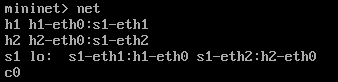 mininet> net
h1 h1-eth0:s1-eth1
h2 h2-eth0:s1-eth2
s1 lo:  s1-eth1:h1-eth0 s1-eth2:h2-eth0
c0